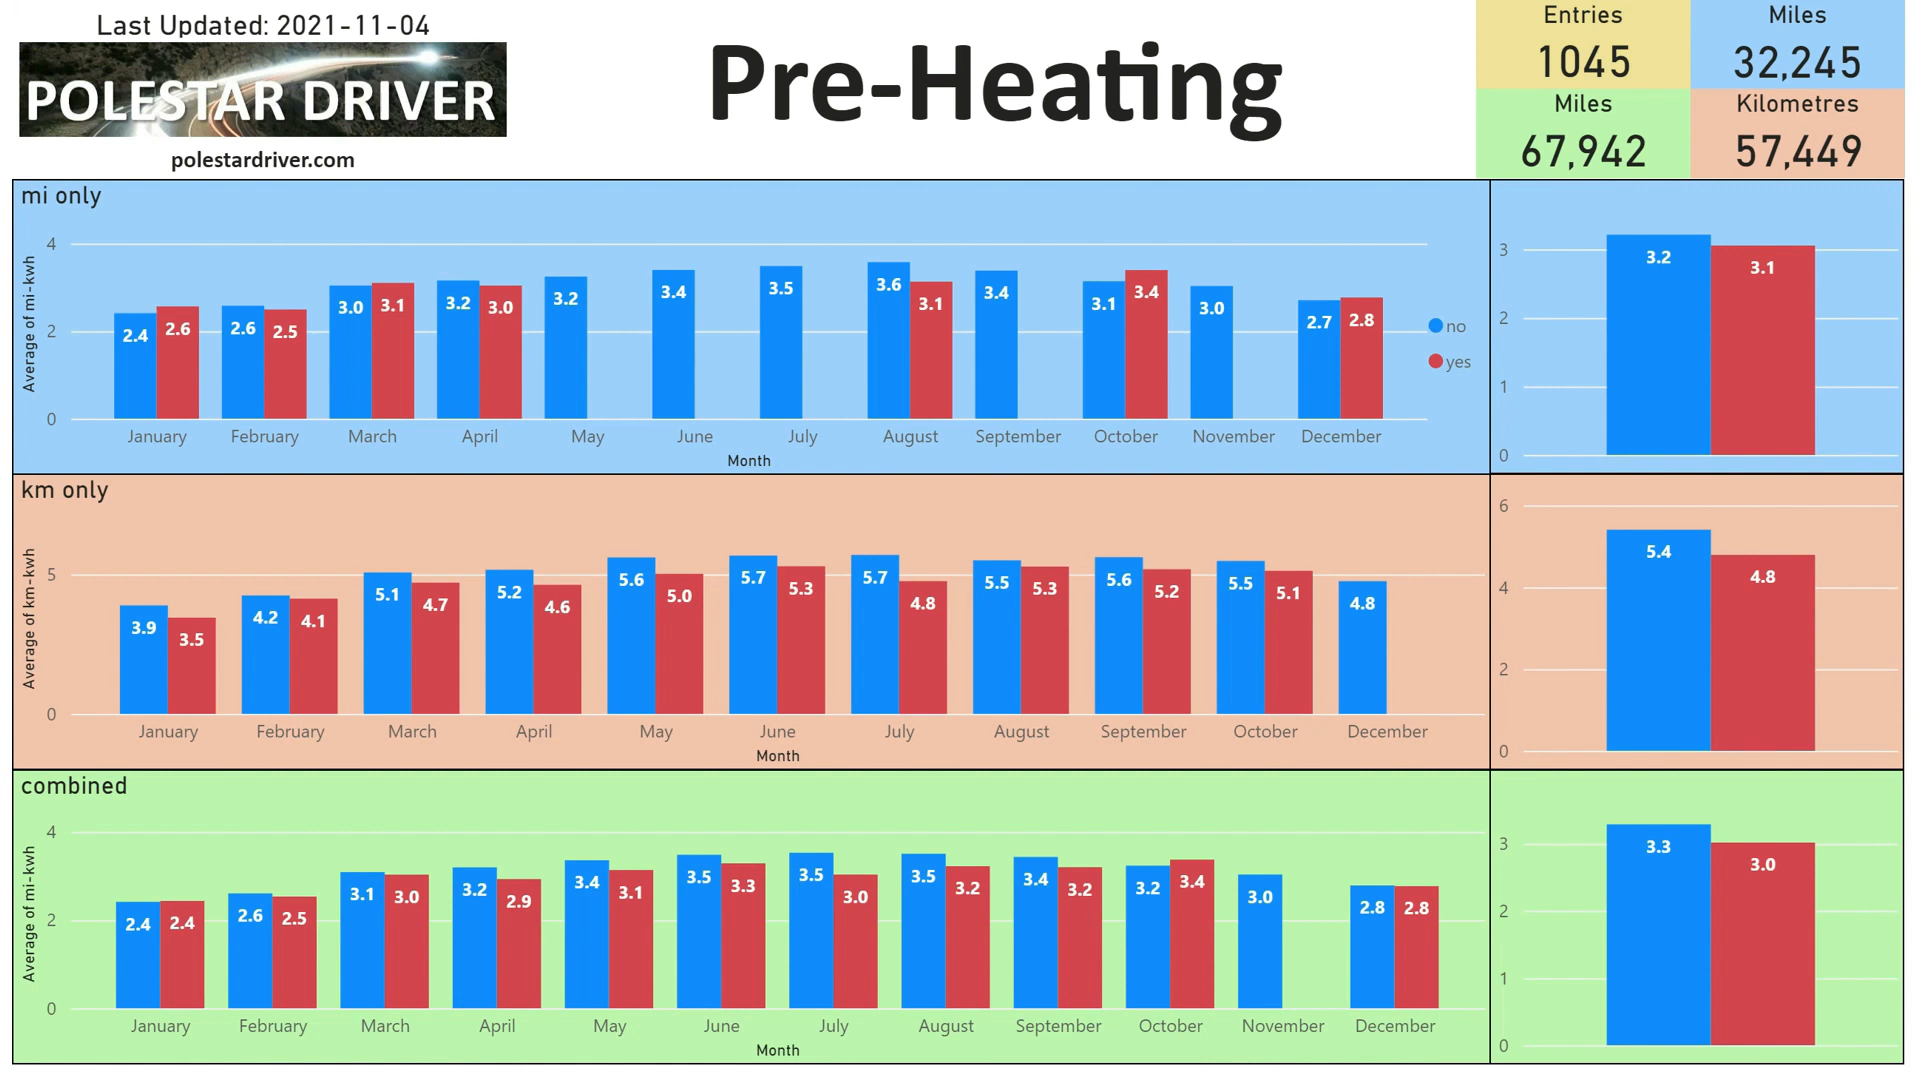 Last Updated: 2021-11-04
POLESTAR DRIVER
polestardriver.com
Pre-Heating
Entries
1045
Miles
32,245
Miles
67,942
Kilometres
57,449
mi only
Average of mi-kwh
4
2
0
2.4 2.6 2.6 2.5 3.0 3.1 3.2 3.0 3.2 3.4 3.5 3.6 3.1 3.4 3.1 3.4 3.0 2.7 2.8
January February March April May June July August September October November December
Month
no
yes
3
2
1
0
3.2 3.1
km only
Average of km-kwh
5
0
3.9 3.5 4.2 4.1 5.1 4.7 5.2 4.6 5.6 5.0 5.7 5.3 5.7 4.8 5.5 5.3 5.6 5.2 5.5 5.1 4.8
January February March April May June July August September October December
Month
6
4
2
0
5.4 4.8
combined
Average of mi-kwh
4
2
0
2.4 2.4 2.6 2.5 3.1 3.0 3.2 2.9 3.4 3.1 3.5 3.3 3.5 3.0 3.5 3.2 3.4 3.2 3.2 3.4 3.0 2.8 2.8
January February March April May June July August September October November December
Month
3
2
1
0
3.3 3.0